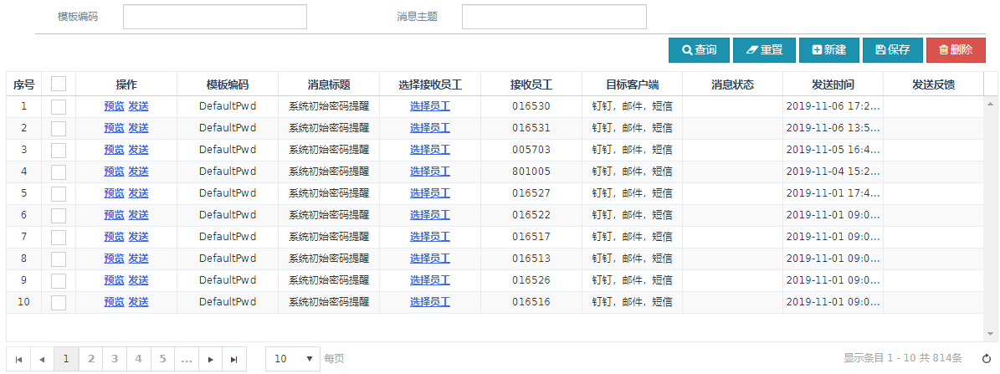 模板编码 消息主题
查询 重置 新建 保存 删除
序号 操作 模板编码 消息标题 选择接收员工 接收员工 目标客户端 消息状态 发送时间 发送反馈
1 预览 发送 DefaultPwd 系统初始密码提醒 选择员工 016530 钉钉，邮件，短信 2019-11-06 17:2...
2 预览 发送 DefaultPwd 系统初始密码提醒 选择员工 016531 钉钉，邮件，短信 2019-11-06 13:5...
3 预览 发送 DefaultPwd 系统初始密码提醒 选择员工 005703 钉钉，邮件，短信 2019-11-05 16:4...
4 预览 发送 DefaultPwd 系统初始密码提醒 选择员工 801005 钉钉，邮件，短信 2019-11-04 15:2...
5 预览 发送 DefaultPwd 系统初始密码提醒 选择员工 016527 钉钉，邮件，短信 2019-11-01 17:4...
6 预览 发送 DefaultPwd 系统初始密码提醒 选择员工 016522 钉钉，邮件，短信 2019-11-01 09:0...
7 预览 发送 DefaultPwd 系统初始密码提醒 选择员工 016517 钉钉，邮件，短信 2019-11-01 09:0...
8 预览 发送 DefaultPwd 系统初始密码提醒 选择员工 016513 钉钉，邮件，短信 2019-11-01 09:0...
9 预览 发送 DefaultPwd 系统初始密码提醒 选择员工 016526 钉钉，邮件，短信 2019-11-01 09:0...
10 预览 发送 DefaultPwd 系统初始密码提醒 选择员工 016516 钉钉，邮件，短信 2019-11-01 09:0...
1 2 3 4 5 ... 10 每页 显示条目 1 - 10 共 814条